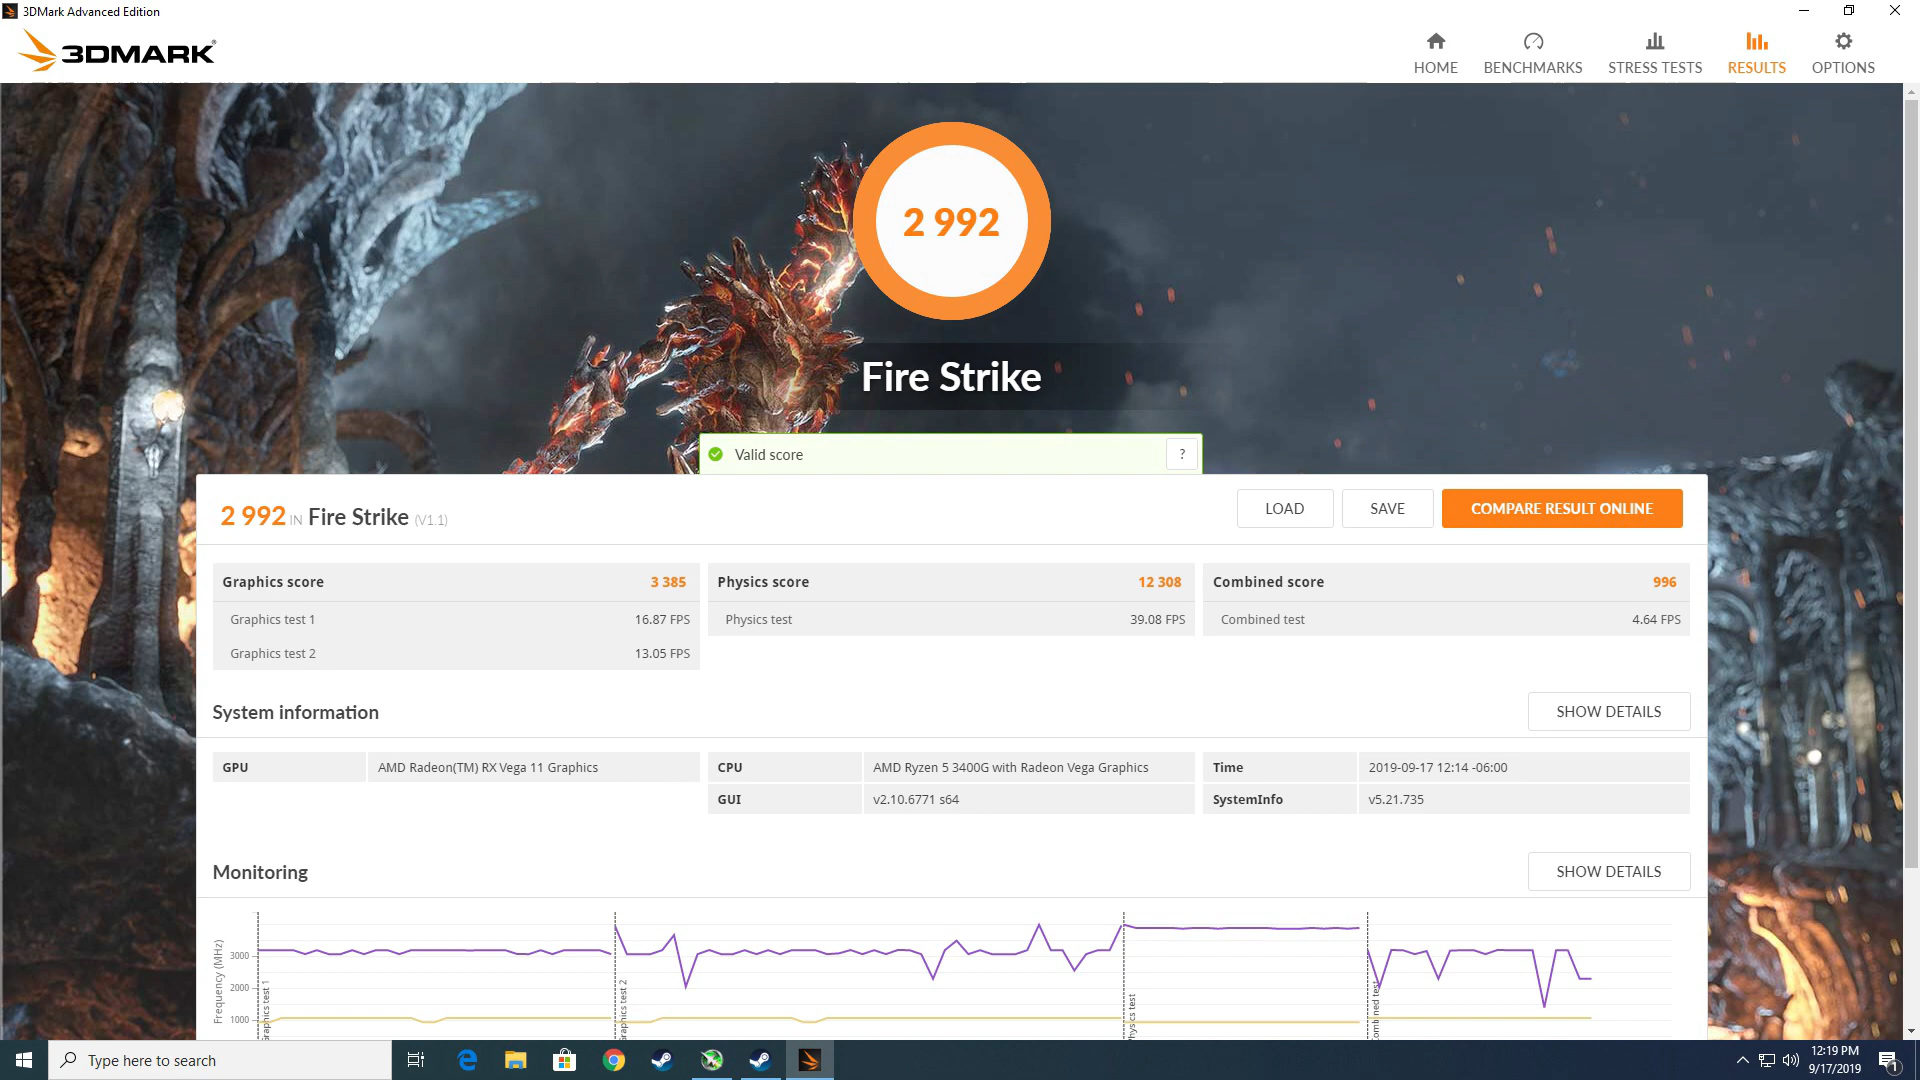 3DMark Advanced Edition
3DMARK
HOME BENCHMARKS STRESS TESTS RESULTS OPTIONS
2 992
Fire Strike
Valid score ?
2 992 IN Fire Strike (V1.1)
LOAD SAVE COMPARE RESULT ONLINE
Graphics score 3 385
Graphics test 1 16.87 FPS
Graphics test 2 13.05 FPS
Physics score 12 308
Physics test 39.08 FPS
Combined score 996
Combined test 4.64 FPS
System information SHOW DETAILS
GPU AMD Radeon(TM) RX Vega 11 Graphics
CPU AMD Ryzen 5 3400G with Radeon Vega Graphics
GUI v2.10.6771 s64
Time 2019-09-17 12:14 -06:00
SystemInfo v5.21.735
Monitoring SHOW DETAILS
Frequency (MHz)
3000
2000
1000
test 1
test 2
test
Type here to search
12:19 PM
9/17/2019
1